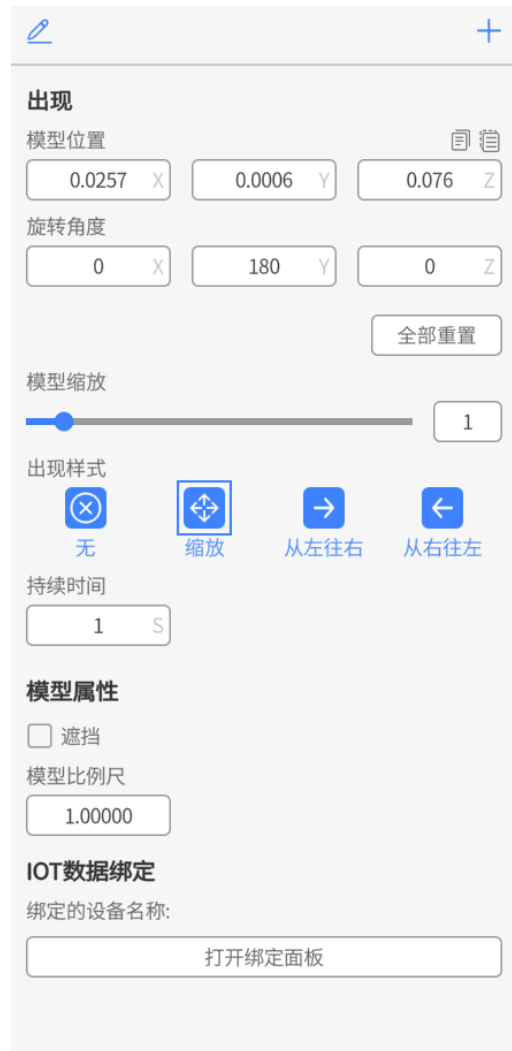 出现
模型位置
0.0257 X 0.0006 Y 0.076 Z
旋转角度
0 X 180 Y 0 Z
全部重置
模型缩放
1
出现样式
无 缩放 从左往右 从右往左
持续时间
1 S
模型属性
遮挡
模型比例尺
1.00000
IOT数据绑定
绑定的设备名称:
打开绑定面板